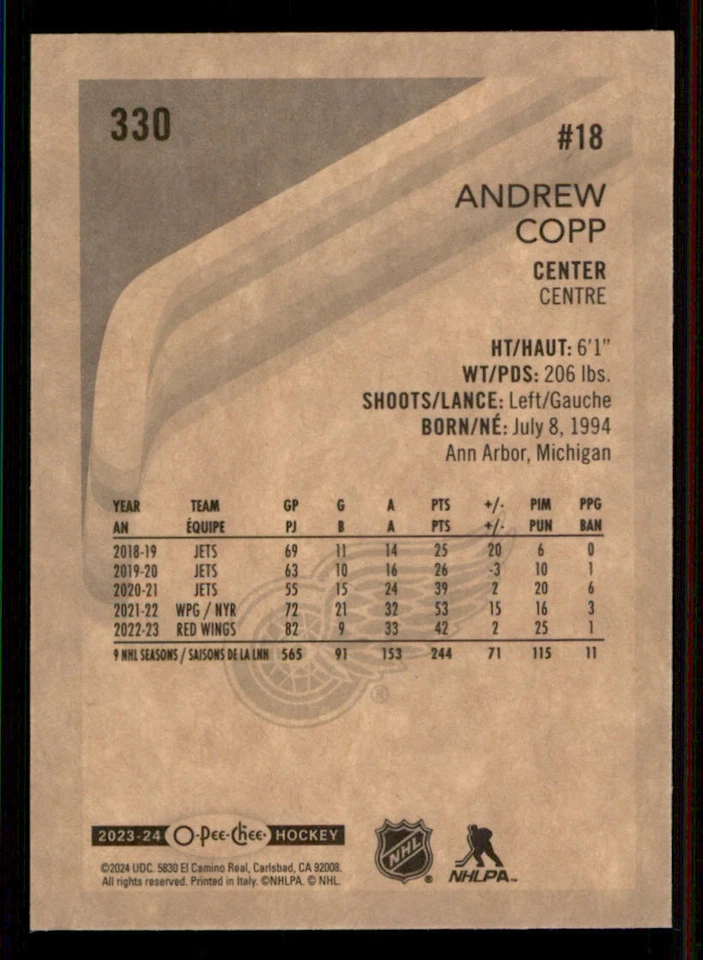 330
#18
ANDREW
COPP
CENTER
CENTRE
HT/HAUT: 6'1"
WT/PDS: 206 lbs.
SHOOTS/LANCE: Left/Gauche
BORN/NÉ: July 8, 1994
Ann Arbor, Michigan
YEAR TEAM GP G A PTS +/- PIM PPG
AN ÉQUIPE PJ B A PTS +/- PUN BAN
2018-19 JETS 69 11 14 25 20 6 0
2019-20 JETS 63 10 16 26 -3 10 1
2020-21 JETS 55 15 24 39 2 20 6
2021-22 WPG / NYR 72 21 32 53 15 16 3
2022-23 RED WINGS 82 9 33 42 2 25 1
9 NHL SEASONS / SAISONS DE LA LNH 565 91 153 244 71 115 11
®
2023-24 O-Pee-Chee HOCKEY
©2024 UDC. 5830 El Camino Real, Carlsbad, CA 92008.
All rights reserved. Printed in Italy. ©NHLPA. © NHL.
NHL ®
NHLPA™